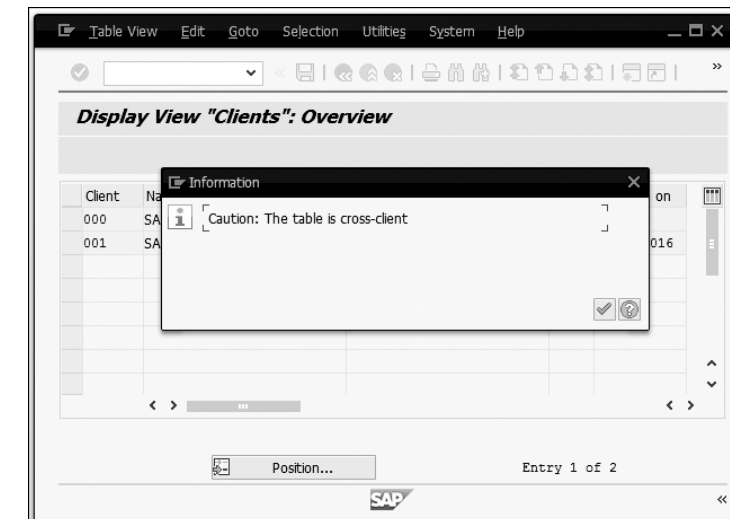 Table View Edit Goto Selection Utilities System Help
Display View "Clients": Overview
Information
Caution: The table is cross-client
Client Na on
000 SA
001 SA 016
Position... Entry 1 of 2
SAP